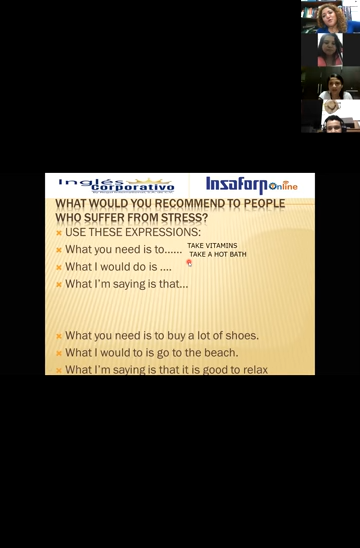 Inglés
Corporativo
Insaforp Online
WHAT WOULD YOU RECOMMEND TO PEOPLE
WHO SUFFER FROM STRESS?
USE THESE EXPRESSIONS:
What you need is to......
TAKE VITAMINS
TAKE A HOT BATH
What I would do is ....
What I'm saying is that...
What you need is to buy a lot of shoes.
What I would to is go to the beach.
What I'm saying is that it is good to relax